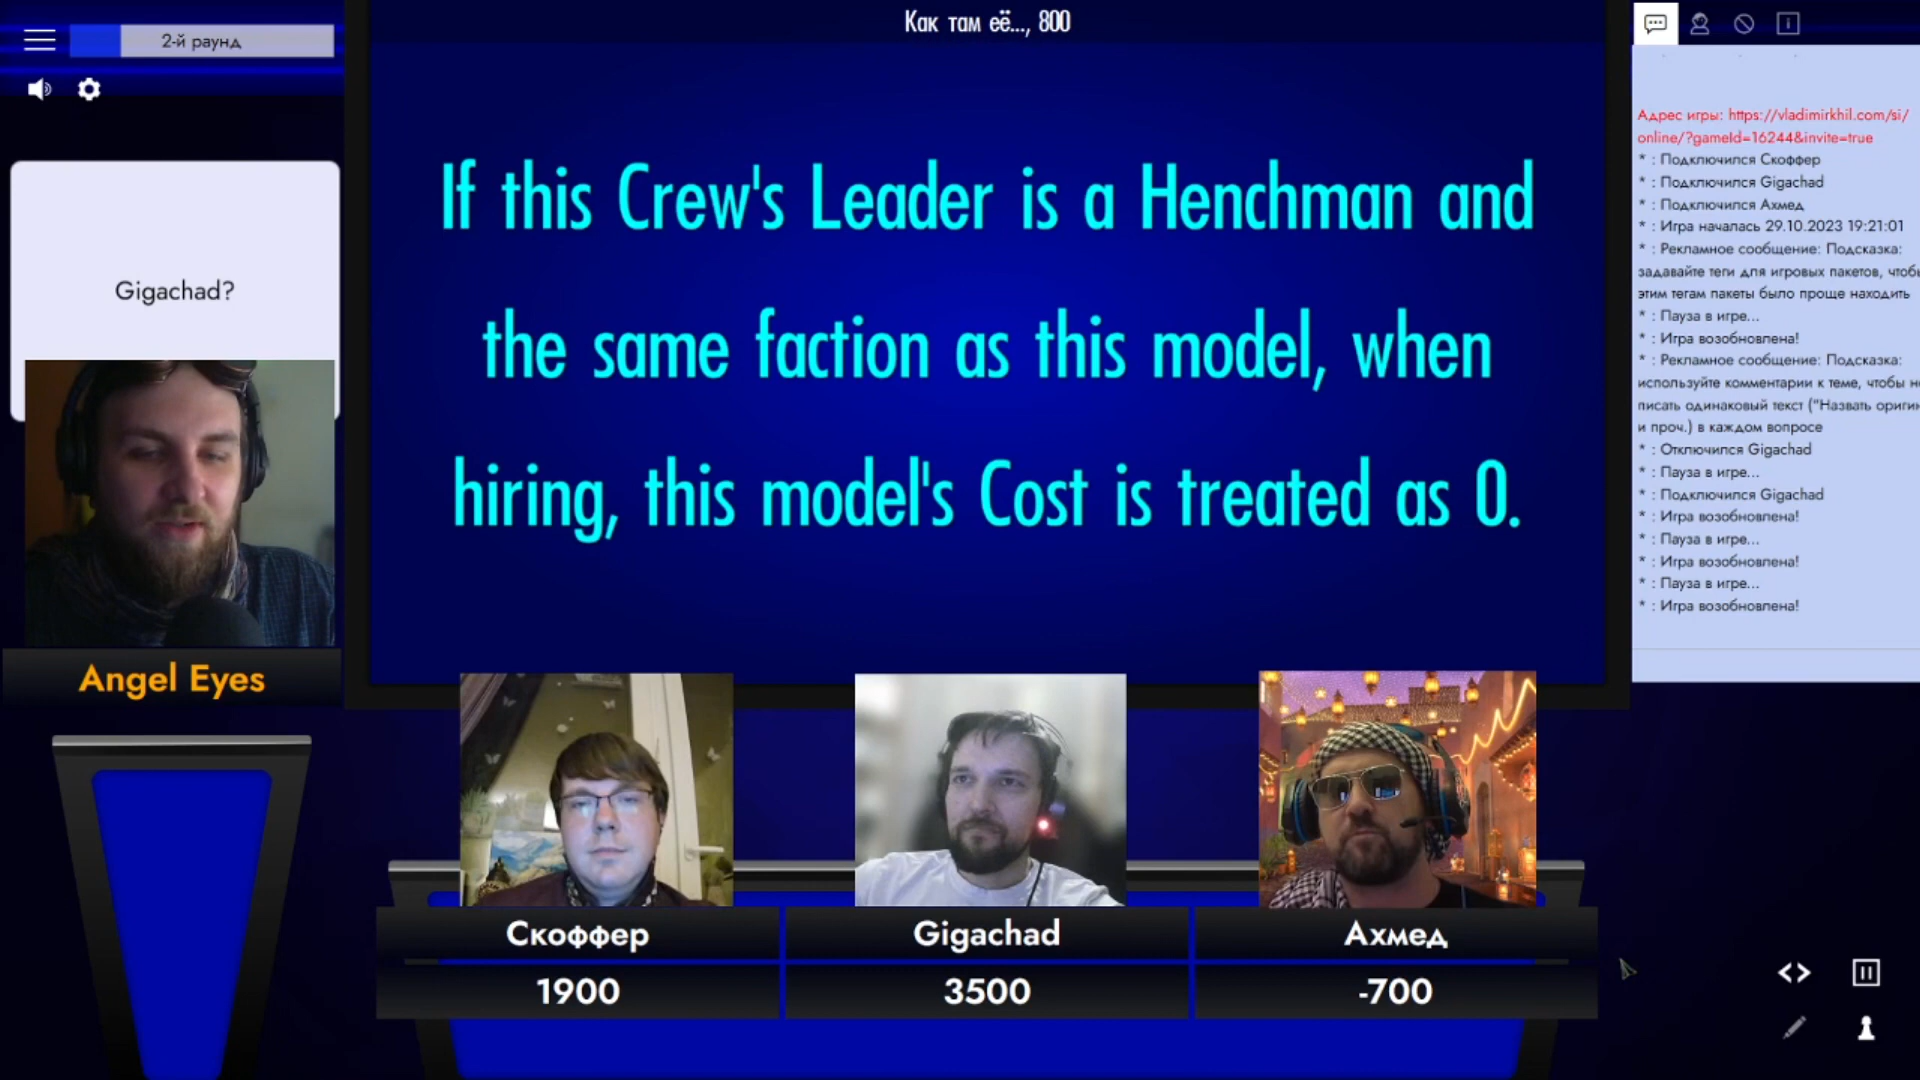 2-й раунд
Gigachad?
Angel Eyes
Как там её..., 800
If this Crew's Leader is a Henchman and
the same faction as this model, when
hiring, this model's Cost is treated as 0.
Скоффер
1900
Gigachad
3500
Ахмед
-700
Адрес игры: https://vladimirkhil.com/si/
online/?gameId=16244&invite=true
* : Подключился Скоффер
* : Подключился Gigachad
* : Подключился Ахмед
* : Игра началась 29.10.2023 19:21:01
* : Рекламное сообщение: Подсказка:
задавайте теги для игровых пакетов, чтобы
этим тегам пакеты было проще находить
* : Пауза в игре...
* : Игра возобновлена!
* : Рекламное сообщение: Подсказка:
используйте комментарии к теме, чтобы не
писать одинаковый текст ("Назвать оригин
и проч.) в каждом вопросе
* : Отключился Gigachad
* : Пауза в игре...
* : Подключился Gigachad
* : Игра возобновлена!
* : Пауза в игре...
* : Игра возобновлена!
* : Пауза в игре...
* : Игра возобновлена!